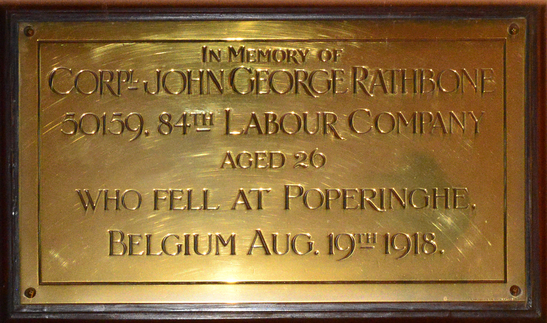 In Memory of
Corpl. John George Rathbone
50159. 84th Labour Company
aged 26
who fell at Poperinghe,
Belgium Aug. 19th 1918.